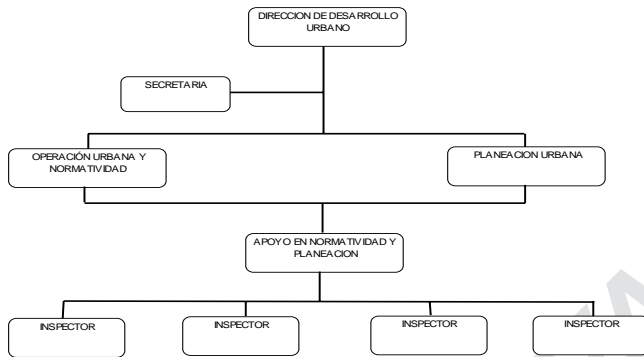 DIRECCION DE DESARROLLO
URBANO
SECRETARIA
OPERACIÓN URBANA Y
NORMATIVIDAD
PLANEACION URBANA
APOYO EN NORMATIVIDAD Y
PLANEACION
INSPECTOR
INSPECTOR
INSPECTOR
INSPECTOR